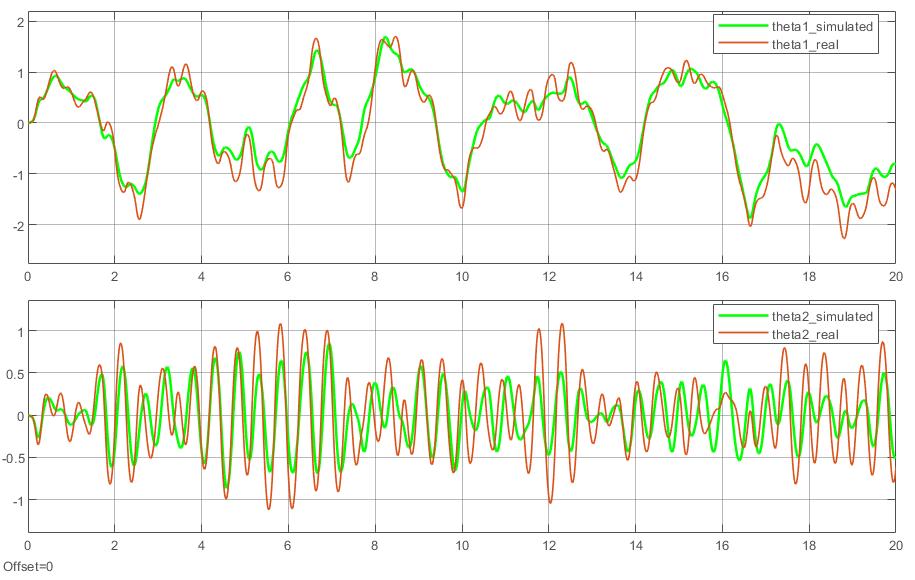 theta1_simulated
theta1_real
2
1
0
-1
-2
0 2 4 6 8 10 12 14 16 18 20
theta2_simulated
theta2_real
1
0.5
0
-0.5
-1
0 2 4 6 8 10 12 14 16 18 20
Offset=0